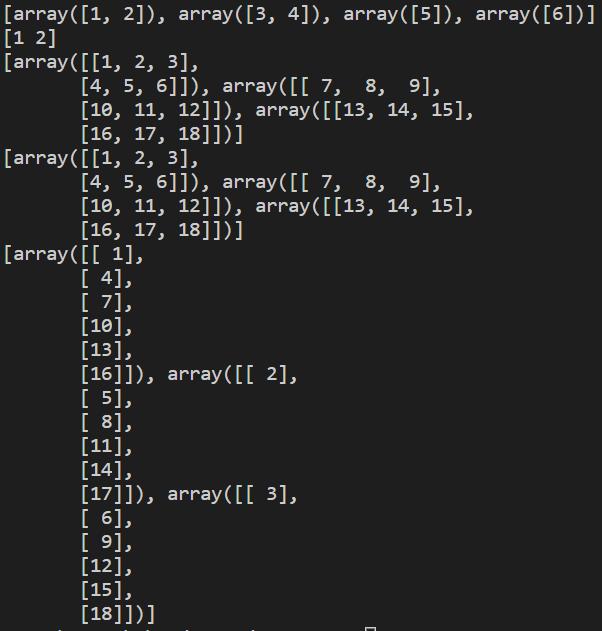 [array([1, 2]), array([3, 4]), array([5]), array([6])]
[1 2]
[array([[1, 2, 3],
       [4, 5, 6]]), array([[ 7,  8,  9],
       [10, 11, 12]]), array([[13, 14, 15],
       [16, 17, 18]])]
[array([[1, 2, 3],
       [4, 5, 6]]), array([[ 7,  8,  9],
       [10, 11, 12]]), array([[13, 14, 15],
       [16, 17, 18]])]
[array([[ 1],
       [ 4],
       [ 7],
       [10],
       [13],
       [16]]), array([[ 2],
       [ 5],
       [ 8],
       [11],
       [14],
       [17]]), array([[ 3],
       [ 6],
       [ 9],
       [12],
       [15],
       [18]])]